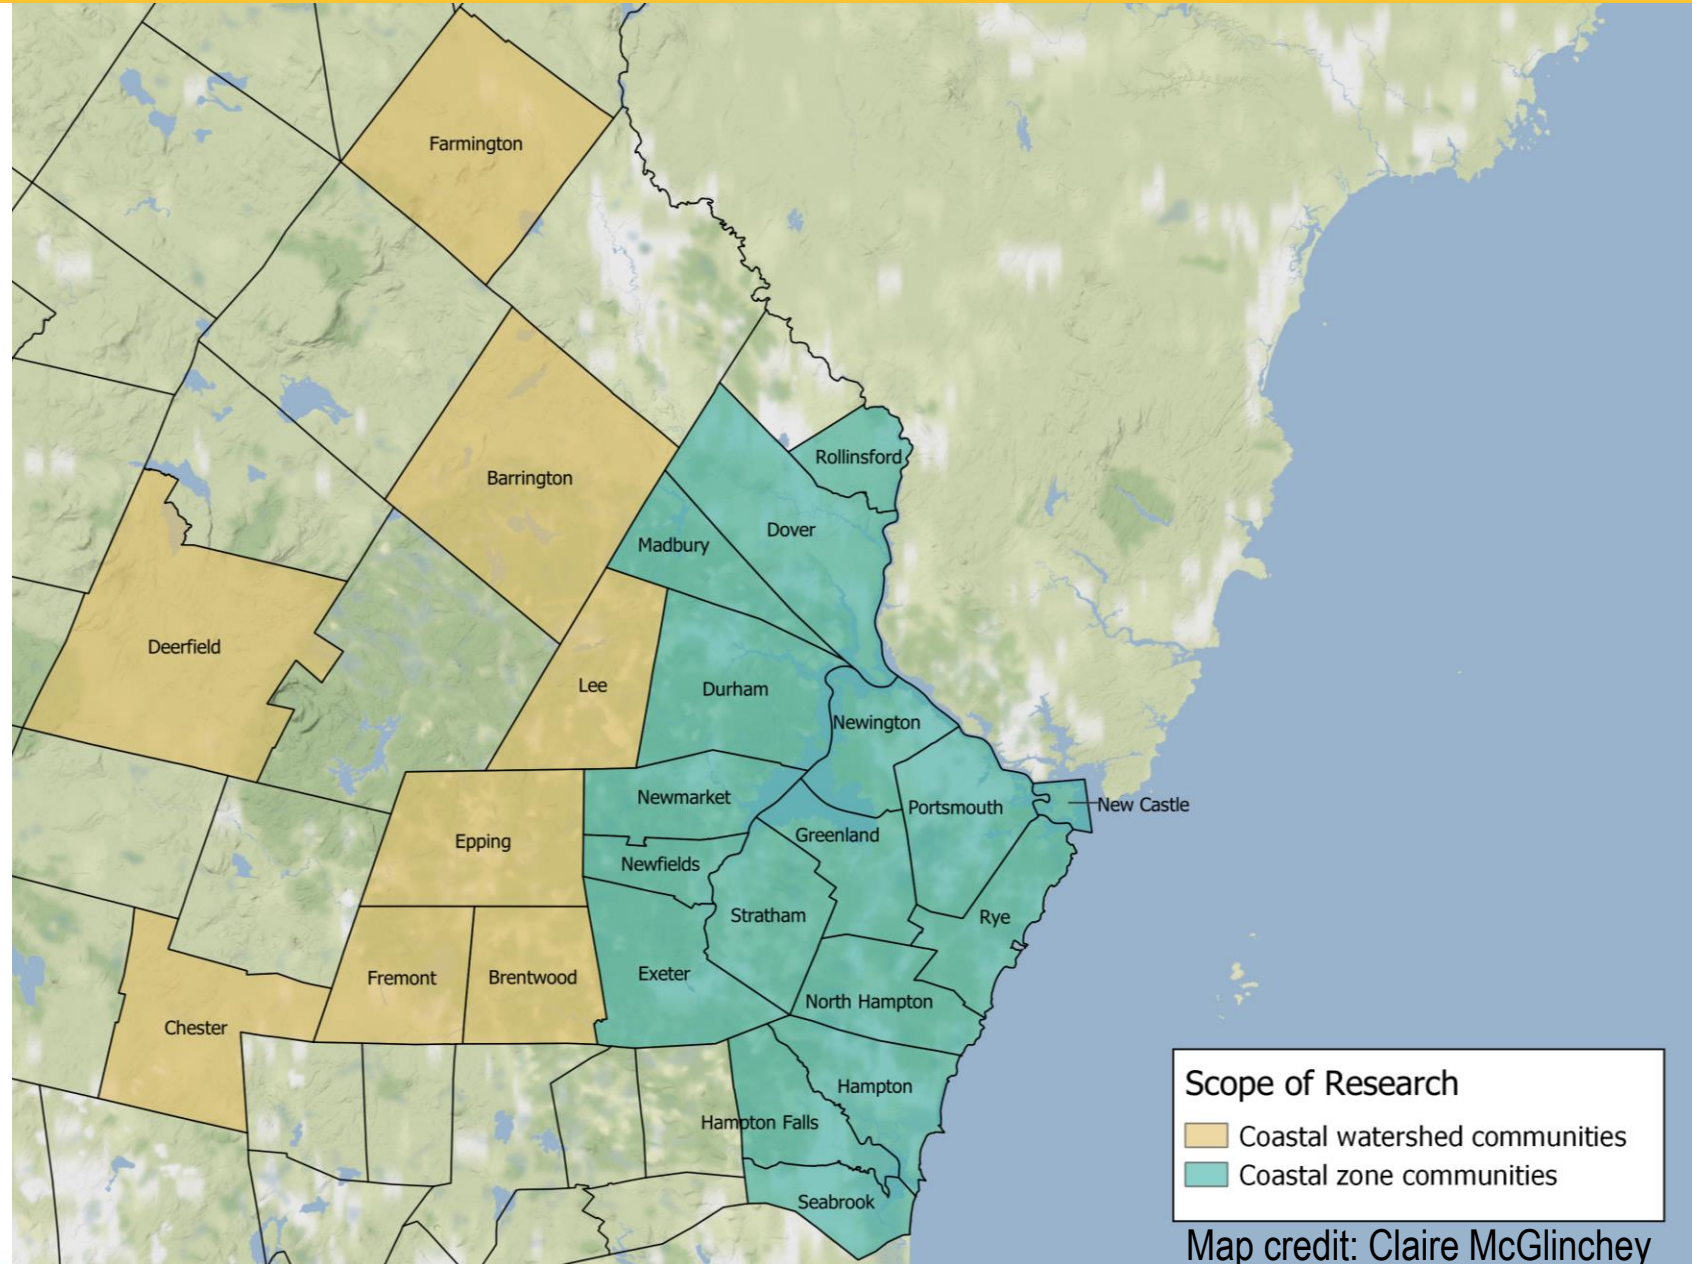 Farmington
Rollinsford
Barrington
Dover
Madbury
Deerfield
Lee
Durham
Newington
Newmarket
Portsmouth
New Castle
Greenland
Epping
Newfields
Stratham
Rye
Exeter
Fremont
Brentwood
North Hampton
Chester
Hampton
Hampton Falls
Seabrook
Scope of Research
Coastal watershed communities
Coastal zone communities
Map credit: Claire McGlinchey